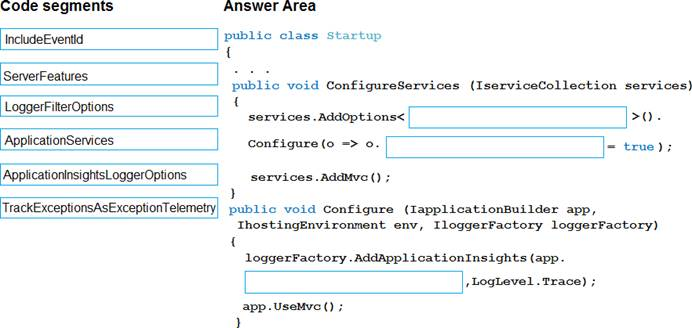 Code segments
IncludeEventId
ServerFeatures
LoggerFilterOptions
ApplicationServices
ApplicationInsightsLoggerOptions
TrackExceptionsAsExceptionTelemetry
Answer Area
public class Startup
{
. . .
public void ConfigureServices (IserviceCollection services)
{
services.AddOptions< >().
Configure(o => o. = true);
services.AddMvc();
}
public void Configure (IapplicationBuilder app,
IhostingEnvironment env, IloggerFactory loggerFactory)
{
loggerFactory.AddApplicationInsights(app.
,LogLevel.Trace);
app.UseMvc();
}